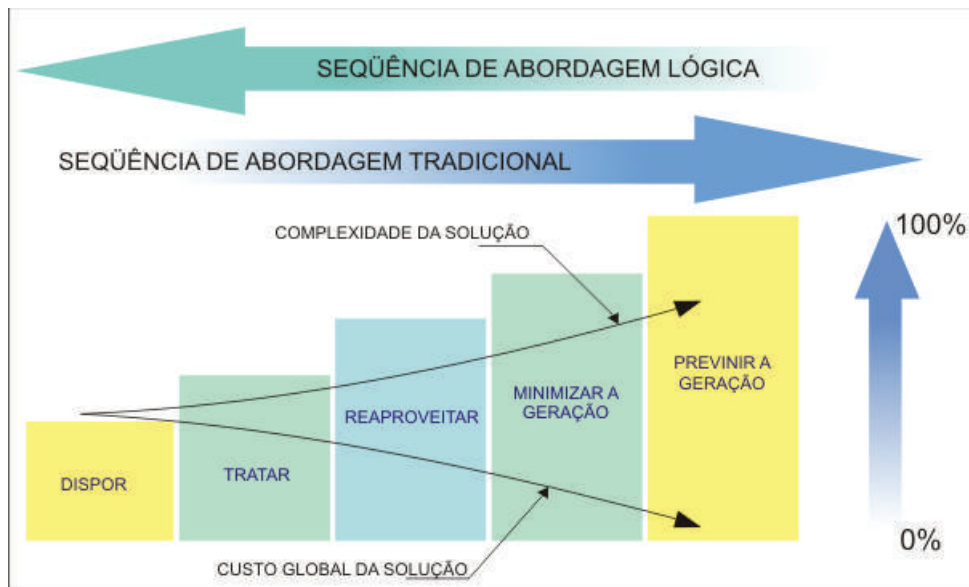 SEQÜÊNCIA DE ABORDAGEM LÓGICA
SEQÜÊNCIA DE ABORDAGEM TRADICIONAL
COMPLEXIDADE DA SOLUÇÃO
100%
DISPOR
TRATAR
REAPROVEITAR
MINIMIZAR A
GERAÇÃO
PREVINIR A
GERAÇÃO
0%
CUSTO GLOBAL DA SOLUÇÃO